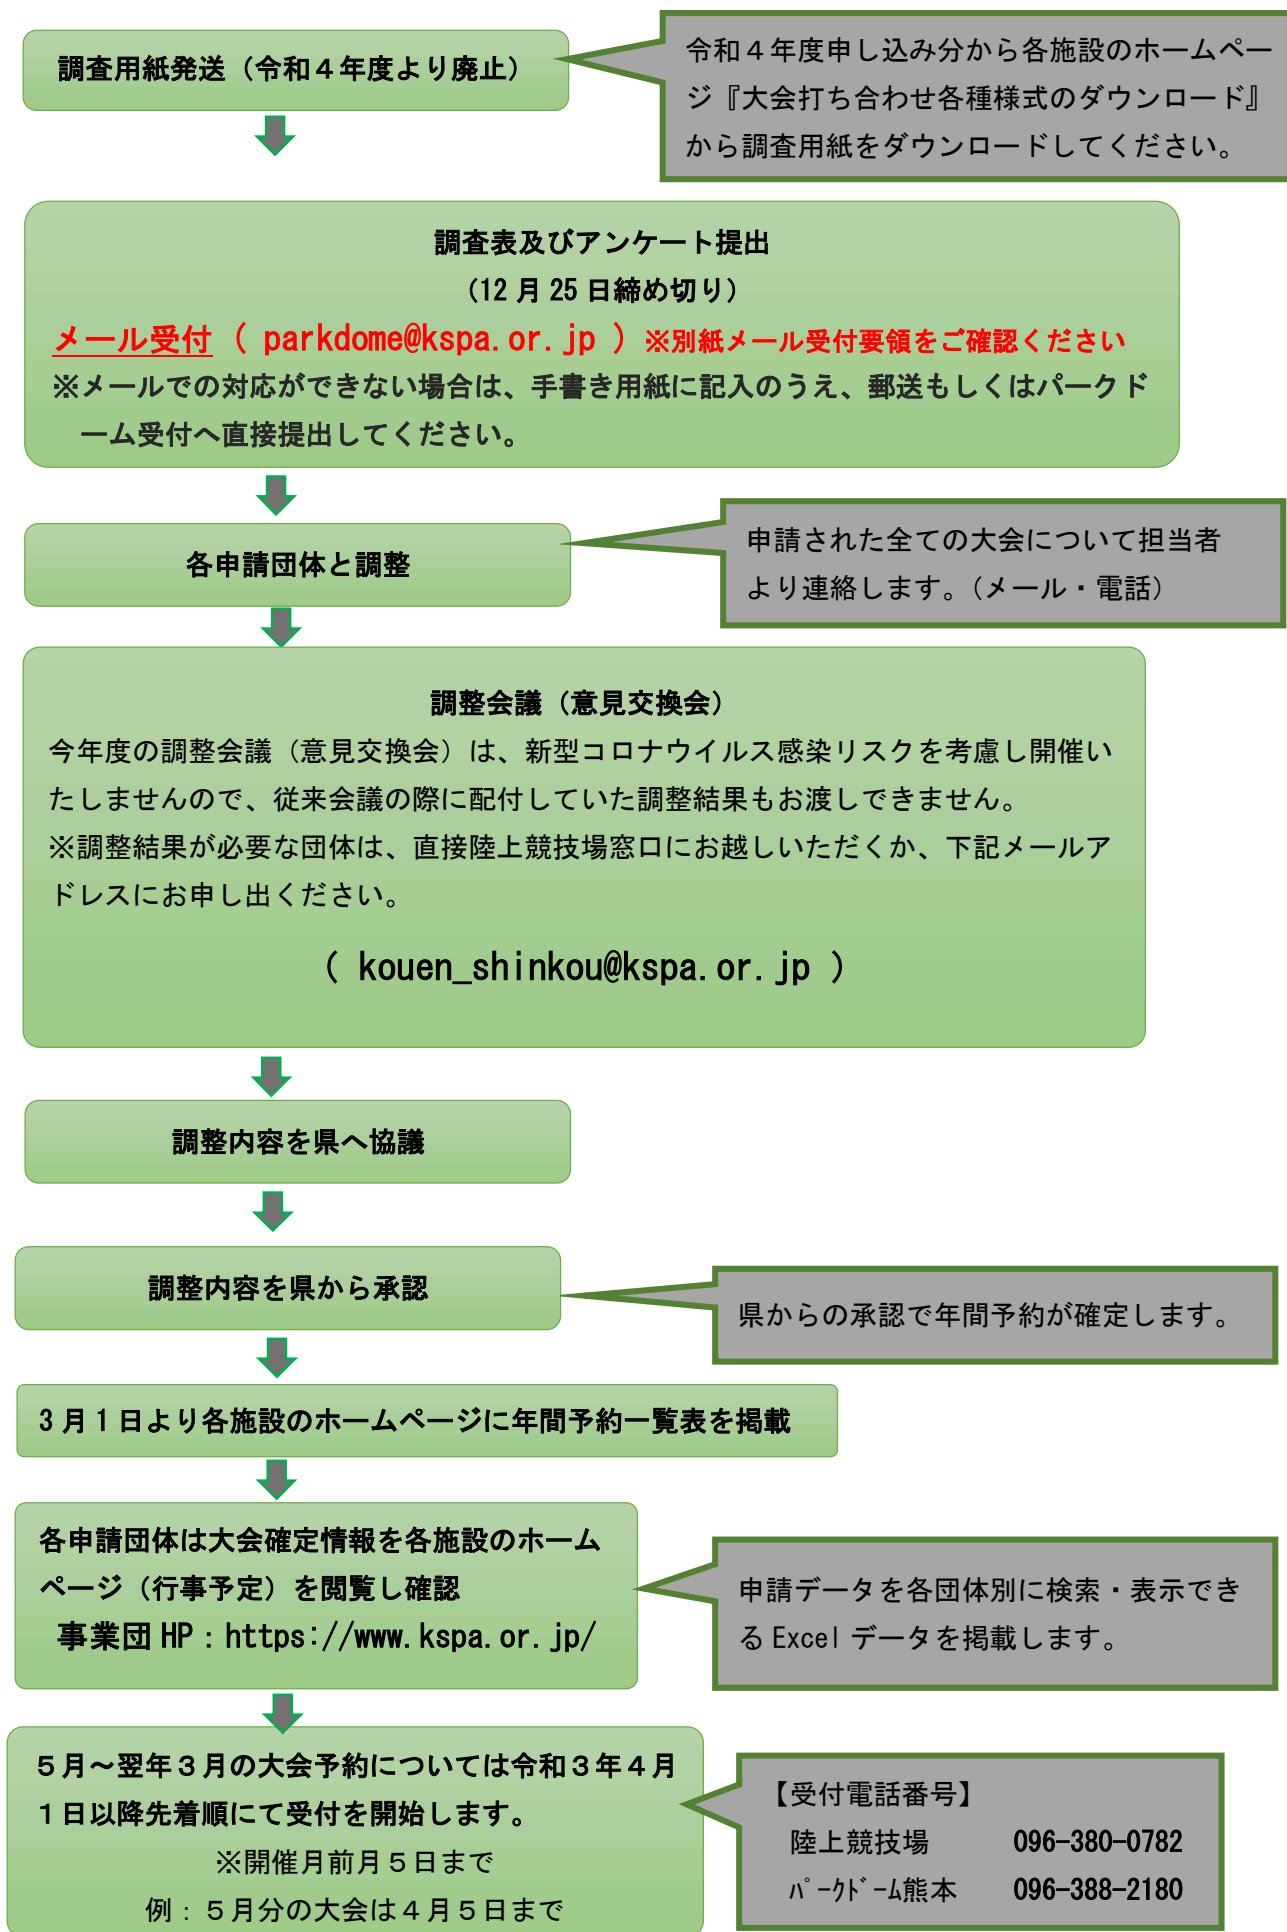 調査用紙発送（令和４年度より廃止）
令和４年度申し込み分から各施設のホームペー
ジ『大会打ち合わせ各種様式のダウンロード』
から調査用紙をダウンロードしてください。
調査表及びアンケート提出
（12月25日締め切り）
メール受付（ parkdome@kspa.or.jp ）※別紙メール受付要領をご確認ください
※メールでの対応ができない場合は、手書き用紙に記入のうえ、郵送もしくはパークド
ーム受付へ直接提出してください。
各申請団体と調整
申請された全ての大会について担当者
より連絡します。（メール・電話）
調整会議（意見交換会）
今年度の調整会議（意見交換会）は、新型コロナウイルス感染リスクを考慮し開催い
たしませんので、従来会議の際に配付していた調整結果もお渡しできません。
※調整結果が必要な団体は、直接陸上競技場窓口にお越しいただくか、下記メールア
ドレスにお申し出ください。
（ kouen_shinkou@kspa.or.jp ）
調整内容を県へ協議
調整内容を県から承認
県からの承認で年間予約が確定します。
3月1日より各施設のホームページに年間予約一覧表を掲載
各申請団体は大会確定情報を各施設のホーム
ページ（行事予定）を閲覧し確認
事業団HP：https://www.kspa.or.jp/
申請データを各団体別に検索・表示でき
るExcelデータを掲載します。
５月～翌年３月の大会予約については令和３年４月
１日以降先着順にて受付を開始します。
※開催月前月５日まで
例：５月分の大会は４月５日まで
【受付電話番号】
陸上競技場 096-380-0782
ﾊﾟｰｸﾄﾞｰﾑ熊本 096-388-2180